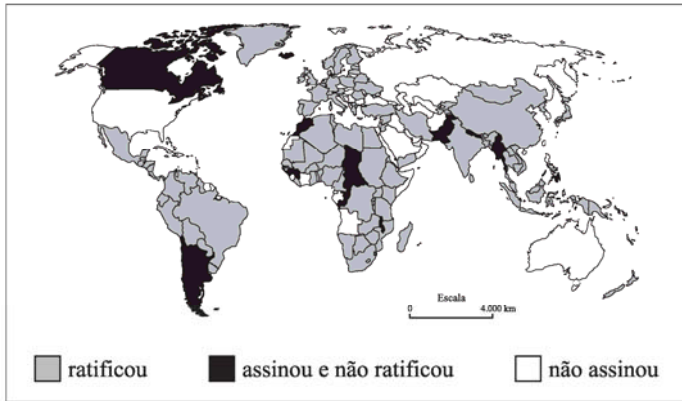 Escala
0 4.000 km
ratificou assinou e não ratificou não assinou